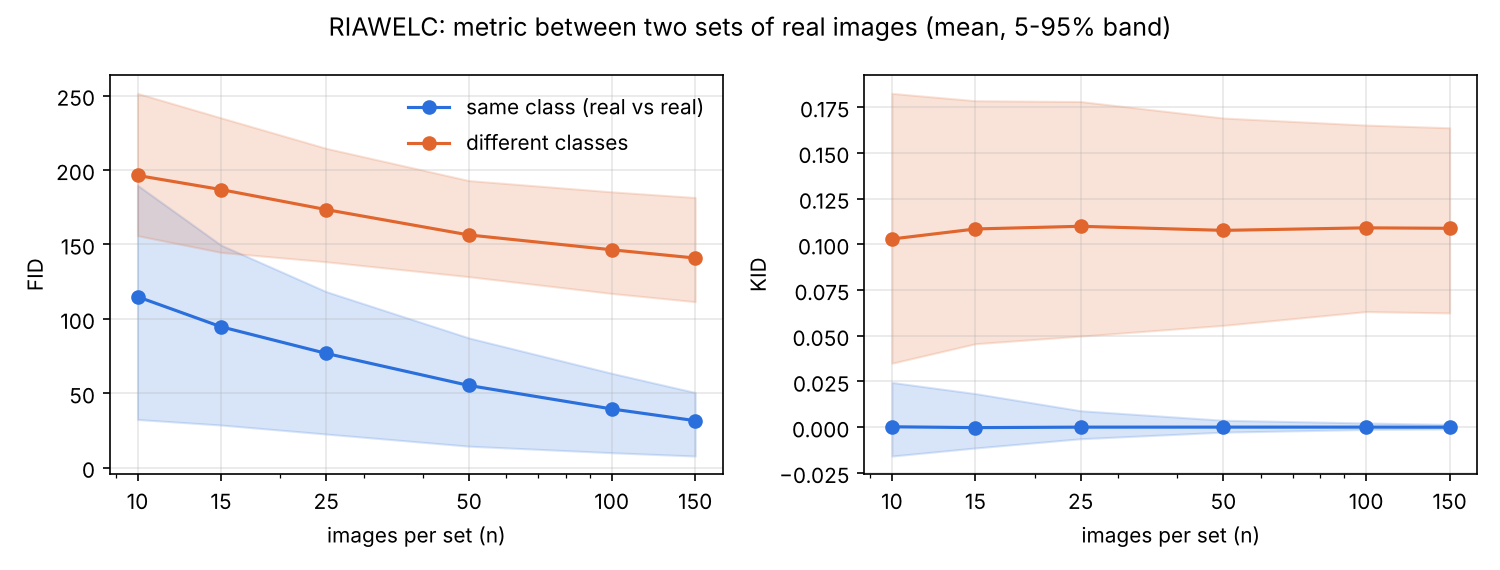 RIAWELC: metric between two sets of real images (mean, 5-95% band)
FID
250
200
150
100
50
0
same class (real vs real)
different classes
10 15 25 50 100 150
images per set (n)
KID
0.175
0.150
0.125
0.100
0.075
0.050
0.025
0.000
−0.025
10 15 25 50 100 150
images per set (n)